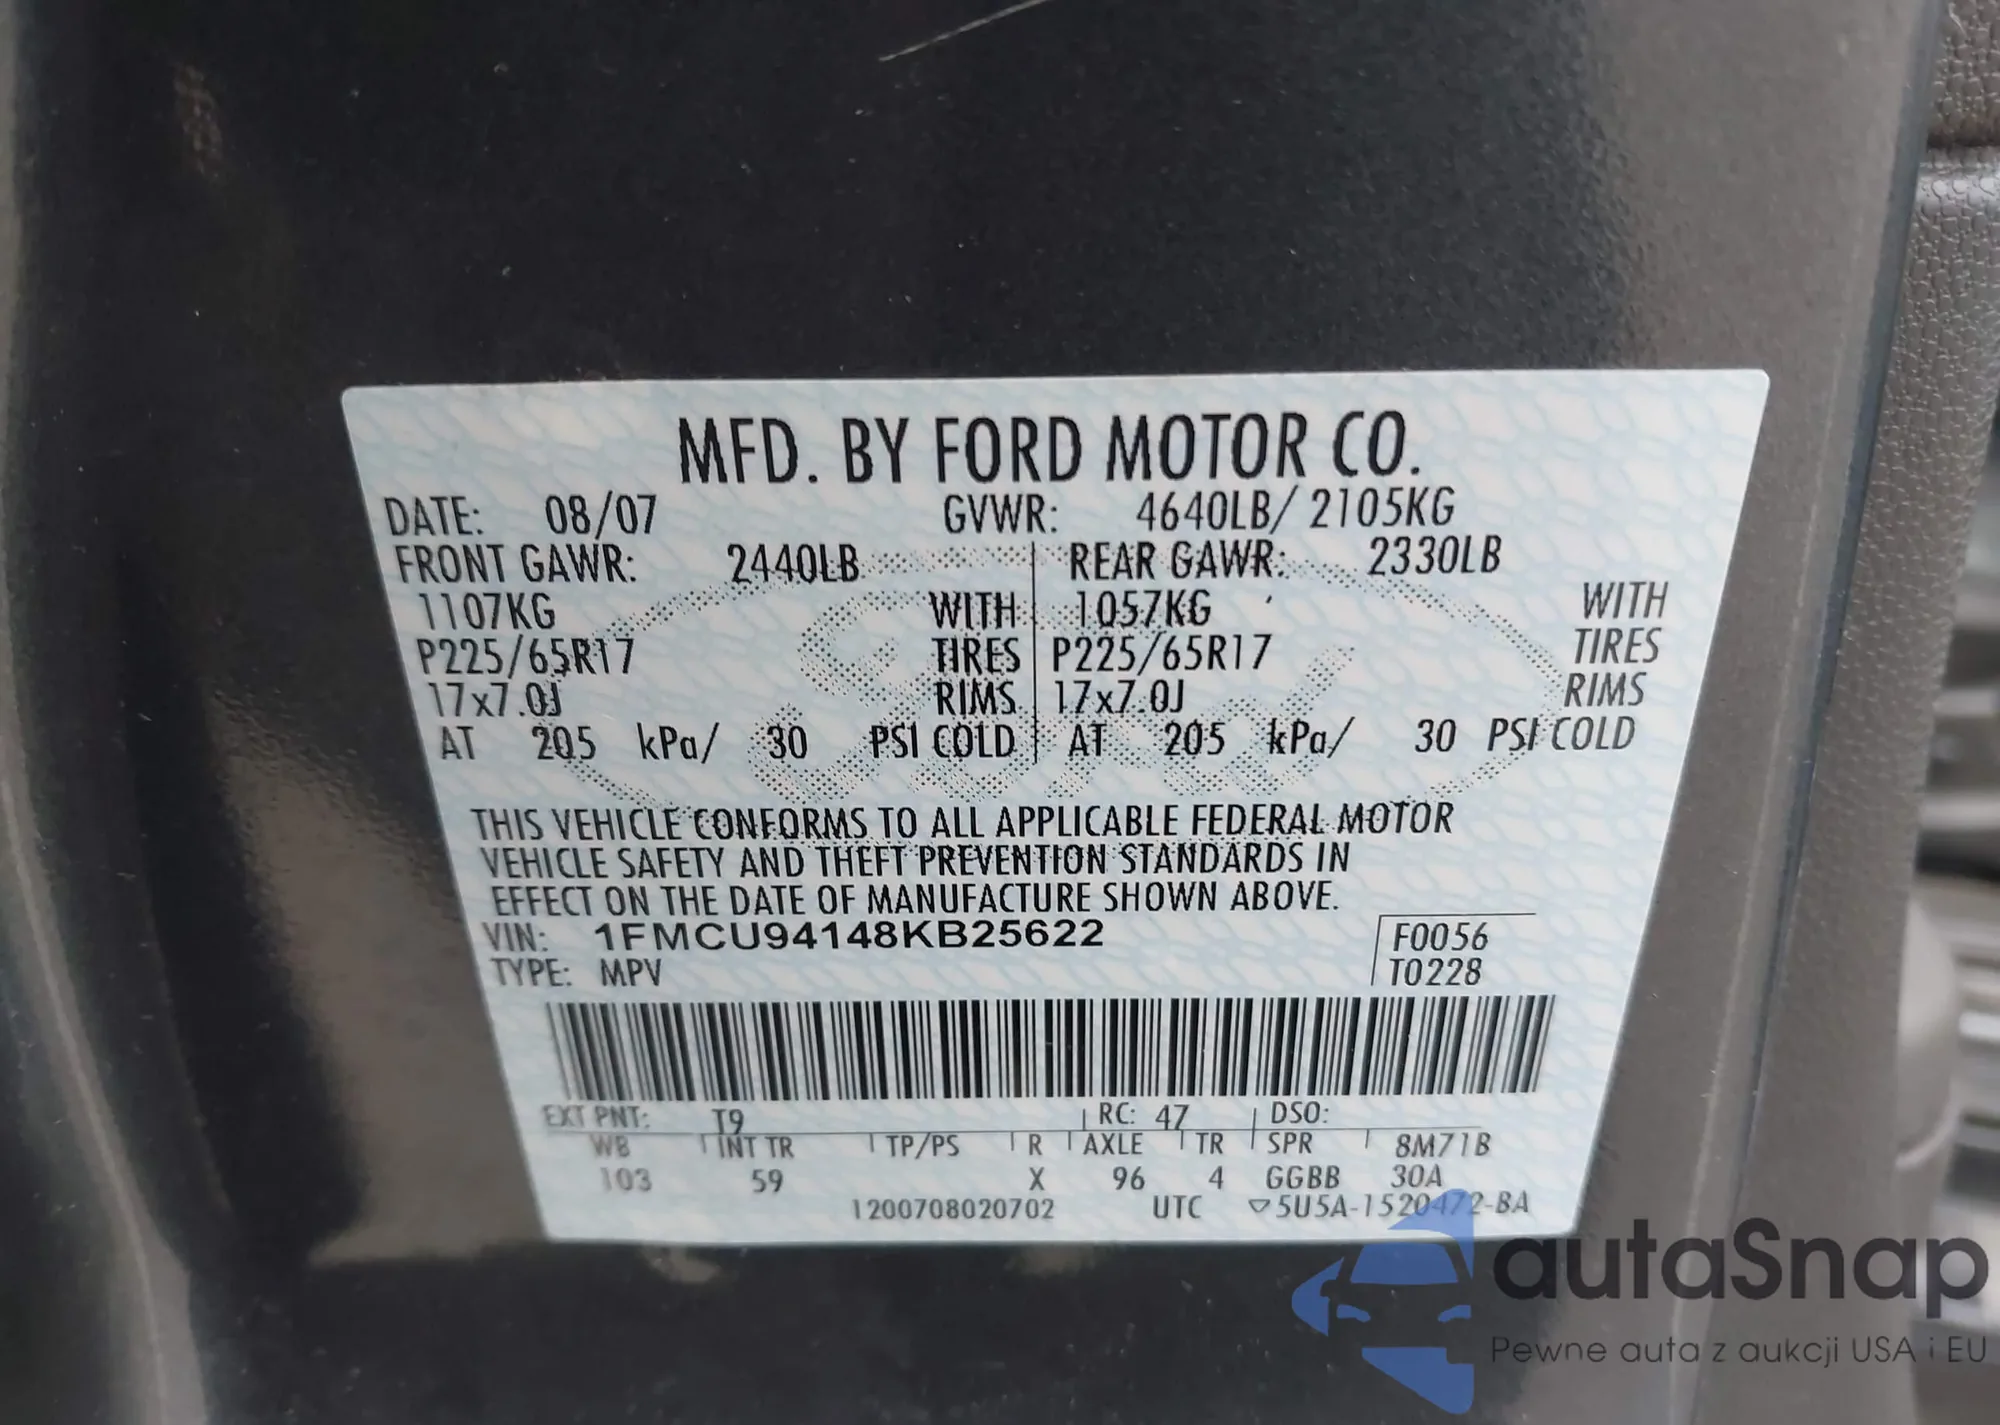 MFD. BY FORD MOTOR CO.
DATE: 08/07 GVWR: 4640LB/ 2105KG
FRONT GAWR: 2440LB REAR GAWR: 2330LB
1107KG WITH 1057KG WITH
P225/65R17 TIRES P225/65R17 TIRES
17x7.0J RIMS 17x7.0J RIMS
AT 205 kPa/ 30 PSI COLD AT 205 kPa/ 30 PSI COLD
THIS VEHICLE CONFORMS TO ALL APPLICABLE FEDERAL MOTOR
VEHICLE SAFETY AND THEFT PREVENTION STANDARDS IN
EFFECT ON THE DATE OF MANUFACTURE SHOWN ABOVE.
VIN: 1FMCU94148KB25622 F0056
TYPE: MPV T0228
EXT PNT: T9 RC: 47 DSO:
WB INT TR TP/PS R AXLE TR SPR 8M71B
103 59 X 96 4 GGBB 30A
1200708020702 UTC ▽5U5A-1520472-BA
autaSnap
Pewne auta z aukcji USA i EU